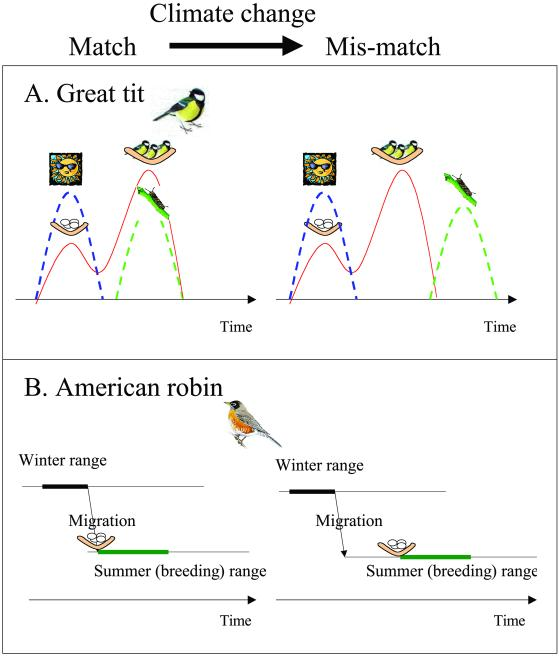 Climate change
Match
Mis-match
A. Great tit
Time
Time
B. American robin
Winter range
Winter range
Migration
Migration
Summer (breeding) range
Summer (breeding) range
Time
Time